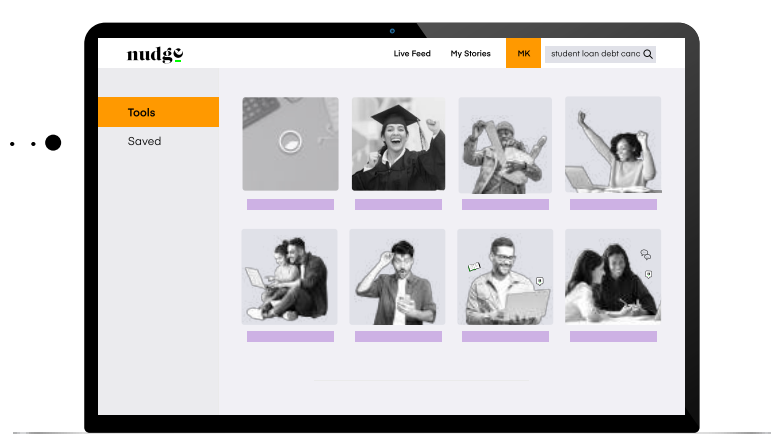 nudge
Live Feed
My Stories
MK
student loan debt canc
Tools
Saved